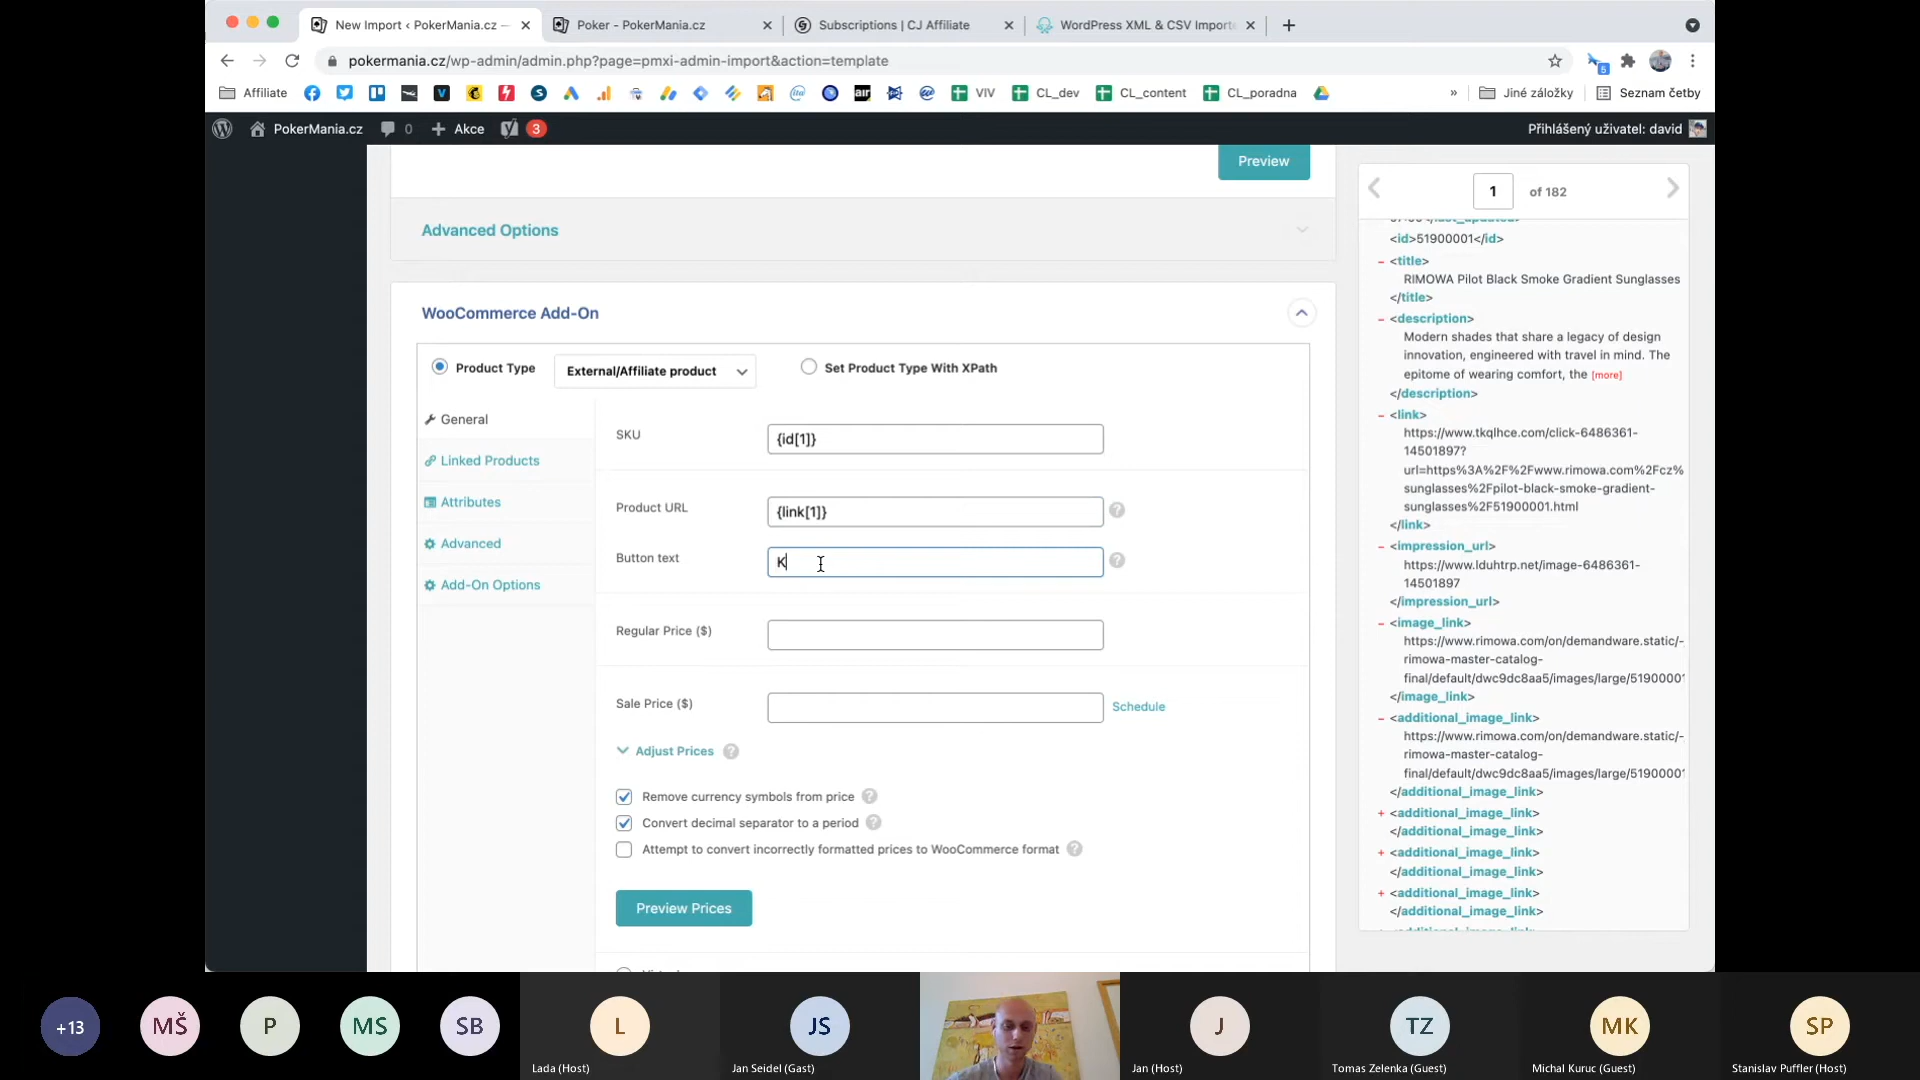 New Import ‹ PokerMania.cz —
Poker - PokerMania.cz
Subscriptions | CJ Affiliate
WordPress XML & CSV Importe
pokermania.cz/wp-admin/admin.php?page=pmxi-admin-import&action=template
5
Affiliate
VIV
CL_dev
CL_content
CL_poradna
»
Jiné záložky
Seznam četby
PokerMania.cz
0
+ Akce
3
Přihlášený uživatel: david
Preview
Advanced Options
WooCommerce Add-On
Product Type
External/Affiliate product
Set Product Type With XPath
General
Linked Products
Attributes
Advanced
Add-On Options
SKU
{id[1]}
Product URL
{link[1]}
?
Button text
K
?
Regular Price ($)
Sale Price ($)
Schedule
Adjust Prices ?
Remove currency symbols from price ?
Convert decimal separator to a period ?
Attempt to convert incorrectly formatted prices to WooCommerce format ?
Preview Prices
1
of 182
<id>51900001</id>
– <title>
RIMOWA Pilot Black Smoke Gradient Sunglasses
</title>
– <description>
Modern shades that share a legacy of design
innovation, engineered with travel in mind. The
epitome of wearing comfort, the [more]
</description>
– <link>
https://www.tkqlhce.com/click-6486361-
14501897?
url=https%3A%2F%2Fwww.rimowa.com%2Fcz%
sunglasses%2Fpilot-black-smoke-gradient-
sunglasses%2F51900001.html
</link>
– <impression_url>
https://www.lduhtrp.net/image-6486361-
14501897
</impression_url>
– <image_link>
https://www.rimowa.com/on/demandware.static/-
rimowa-master-catalog-
final/default/dwc9dc8aa5/images/large/5190000
</image_link>
– <additional_image_link>
https://www.rimowa.com/on/demandware.static/-
rimowa-master-catalog-
final/default/dwc9dc8aa5/images/large/5190000
</additional_image_link>
+ <additional_image_link>
</additional_image_link>
+ <additional_image_link>
</additional_image_link>
+ <additional_image_link>
</additional_image_link>
+13
MŠ
P
MS
SB
L
Lada (Host)
JS
Jan Seidel (Gast)
J
Jan (Host)
TZ
Tomas Zelenka (Guest)
MK
Michal Kuruc (Guest)
SP
Stanislav Puffler (Host)